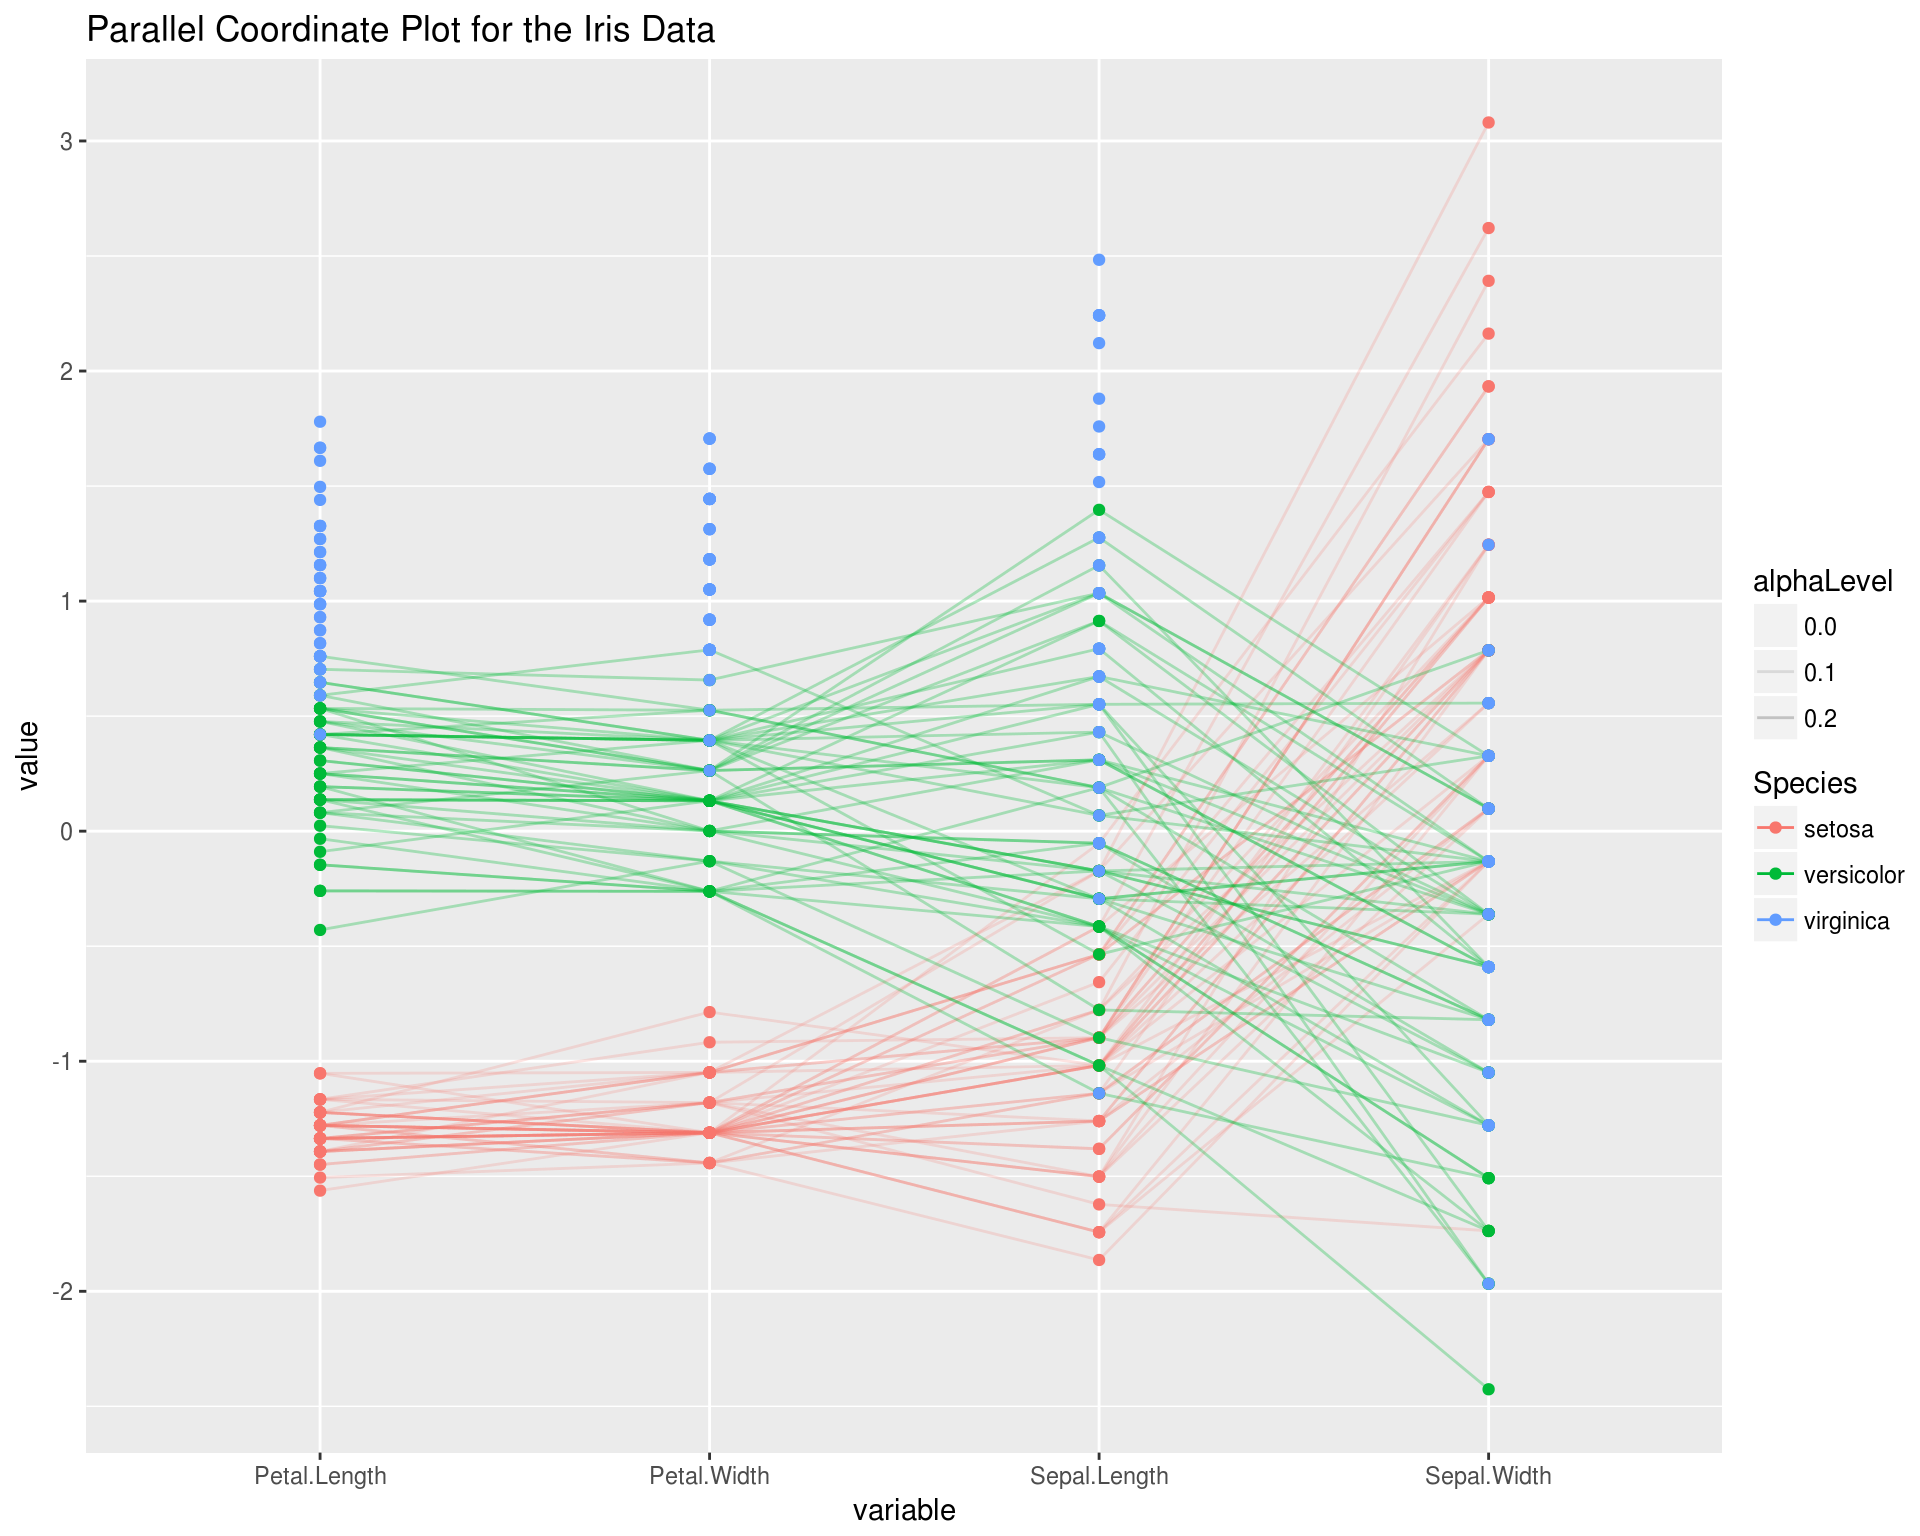 Parallel Coordinate Plot for the Iris Data
value
3
2
1
0
-1
-2
Petal.Length
Petal.Width
Sepal.Length
Sepal.Width
variable
alphaLevel
0.0
0.1
0.2
Species
setosa
versicolor
virginica